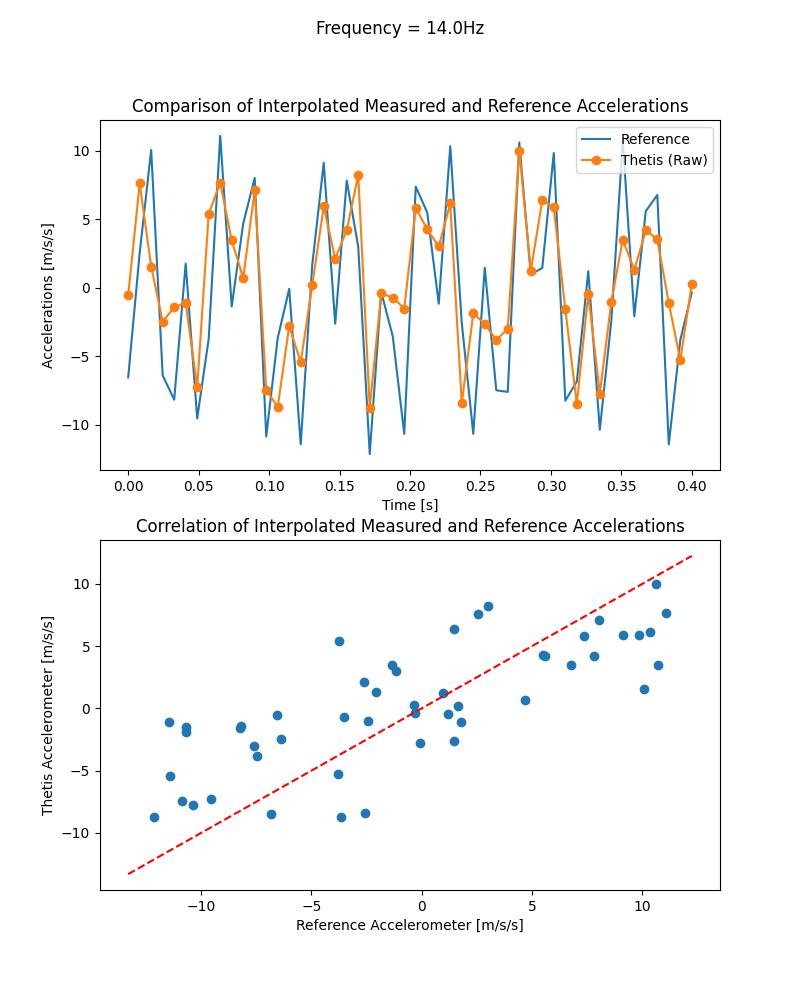 Frequency = 14.0Hz
Comparison of Interpolated Measured and Reference Accelerations
Reference
Thetis (Raw)
Accelerations [m/s/s]
10
5
0
−5
−10
0.00 0.05 0.10 0.15 0.20 0.25 0.30 0.35 0.40
Time [s]
Correlation of Interpolated Measured and Reference Accelerations
Thetis Accelerometer [m/s/s]
10
5
0
−5
−10
−10 −5 0 5 10
Reference Accelerometer [m/s/s]